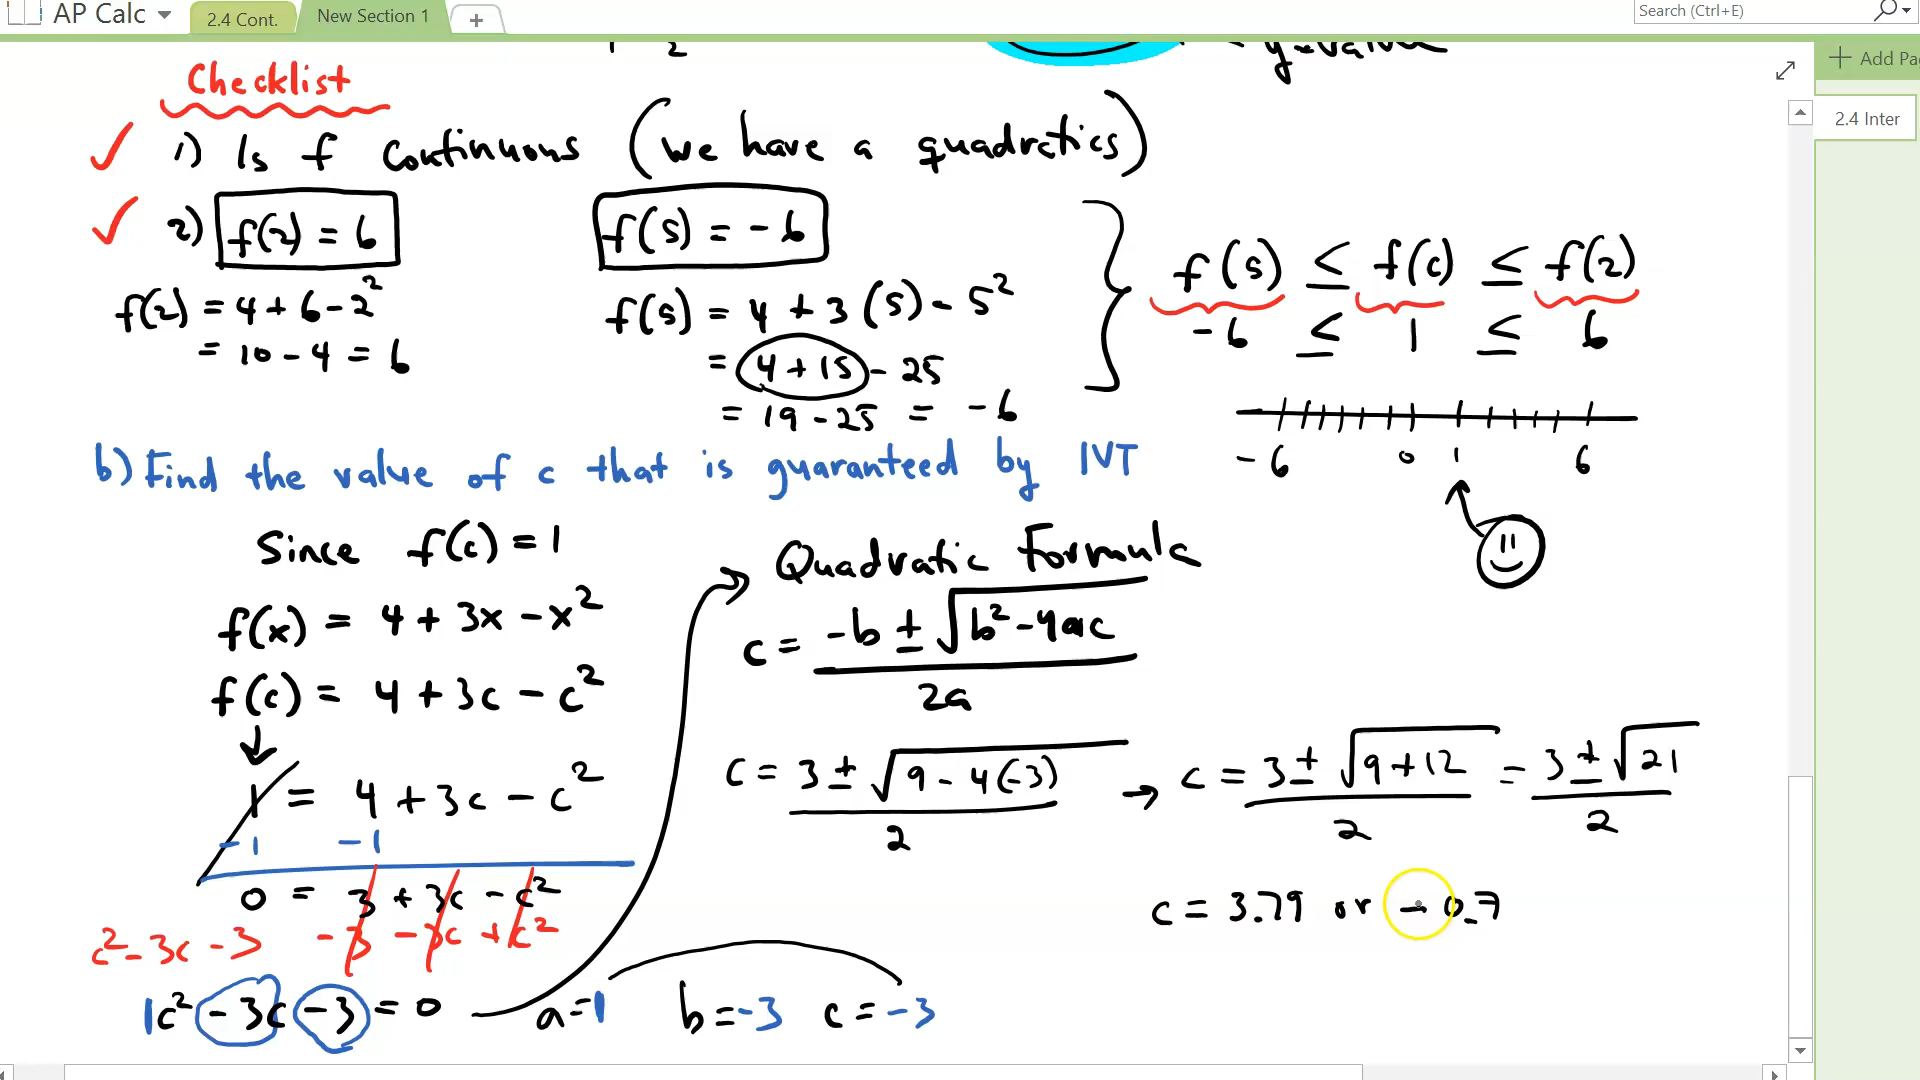 AP Calc
2.4 Cont.
New Section 1
+
Search (Ctrl+E)
Add Pa
2.4 Inter
y-value
2
Checklist
1) Is f continuous (we have a quadratics)
2) f(2) = 6
f(5) = -6
f(2) = 4 + 6 - 2²
= 10 - 4 = 6
f(5) = 4 + 3(5) - 5²
= 4 + 15 - 25
= 19 - 25 = -6
f(5) ≤ f(c) ≤ f(2)
-6 ≤ 1 ≤ 6
-6 0 1 6
b) Find the value of c that is guaranteed by IVT
Since f(c) = 1
f(x) = 4 + 3x - x²
f(c) = 4 + 3c - c²
1 = 4 + 3c - c²
-1 -1
0 = 3 + 3c - c²
c² - 3c - 3 -3 -3c +c²
1c² - 3c - 3 = 0
a = 1 b = -3 c = -3
Quadratic Formula
c = -b ± √b² - 4ac
2a
c = 3 ± √9 - 4(-3)
2
→ c = 3 ± √9 + 12 = 3 ± √21
2 2
c = 3.79 or -0.7